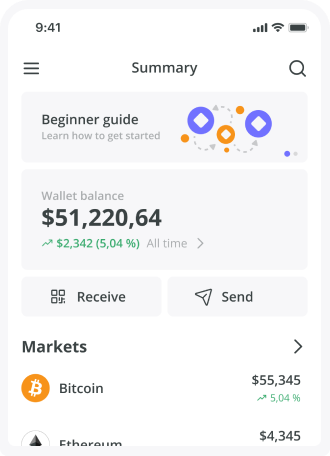 9:41
Summary
Beginner guide
Learn how to get started
Wallet balance
$51,220,64
$2,342 (5,04 %) All time
Receive Send
Markets
Bitcoin $55,345
5,04 %
Ethereum $4,345